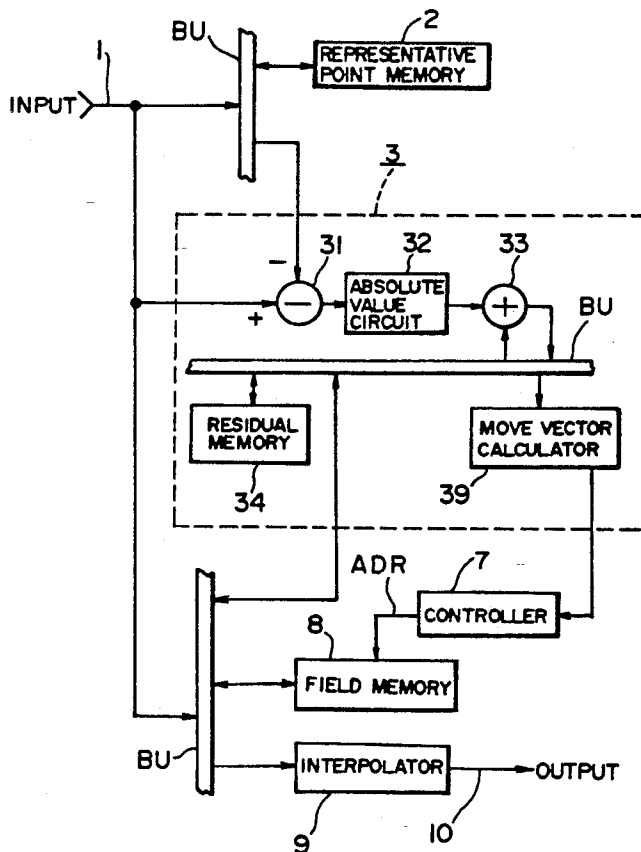 BU
2
1
REPRESENTATIVE
POINT MEMORY
INPUT
3
31
32
33
-
ABSOLUTE
VALUE
CIRCUIT
−
+
+
BU
RESIDUAL
MEMORY
34
MOVE VECTOR
CALCULATOR
39
ADR
7
CONTROLLER
8
FIELD MEMORY
BU
INTERPOLATOR
OUTPUT
9
10